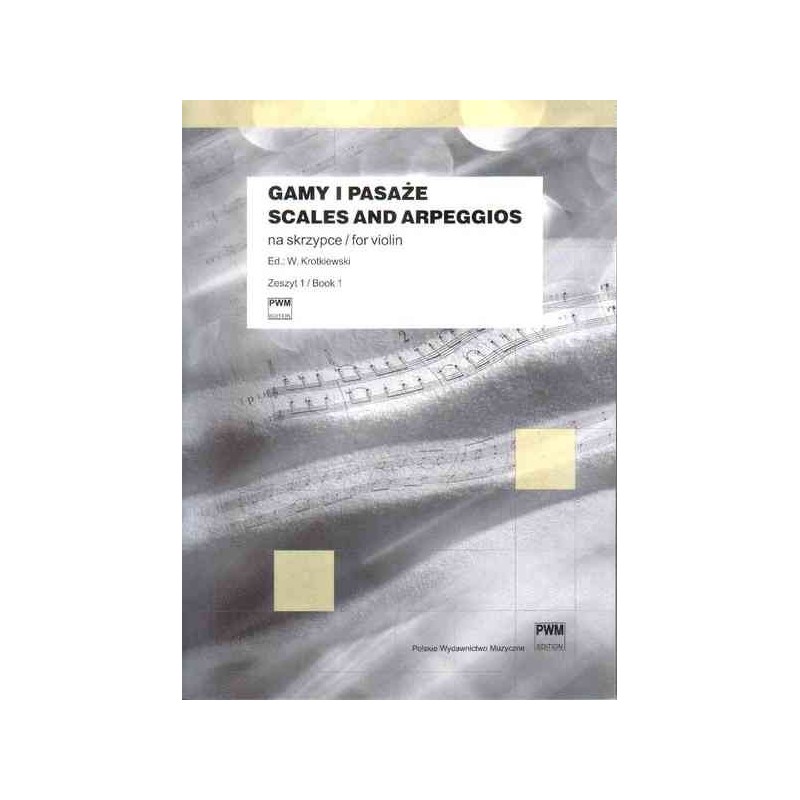 GAMY I PASAŻE
SCALES AND ARPEGGIOS
na skrzypce / for violin
Ed.: W. Krotkiewski
Zeszyt 1 / Book 1
PWM
EDITION
PWM
Polskie Wydawnictwo Muzyczne
EDITION